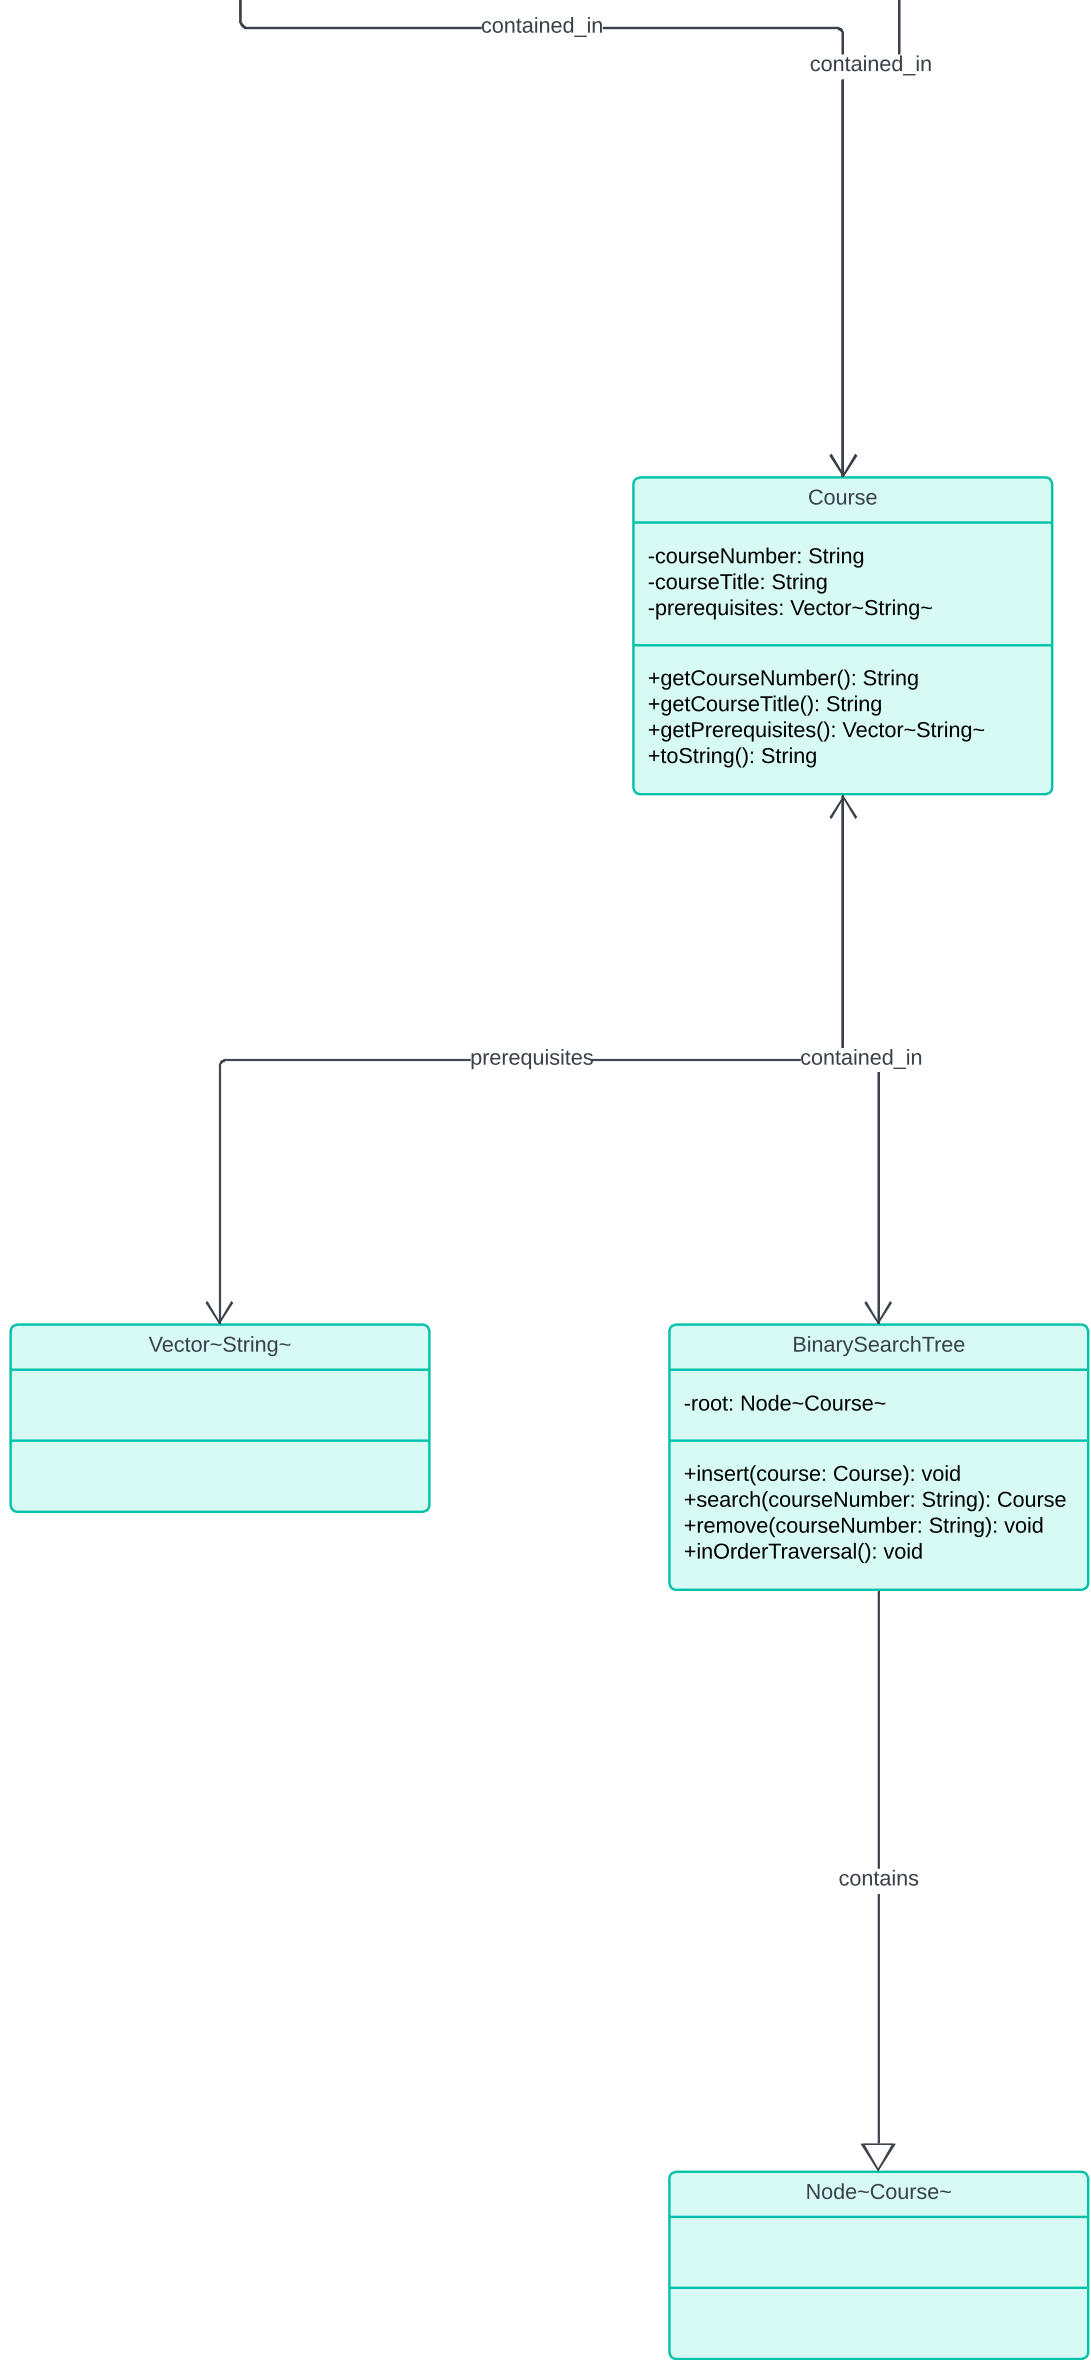 contained_in
contained_in
Course
-courseNumber: String
-courseTitle: String
-prerequisites: Vector~String~
+getCourseNumber(): String
+getCourseTitle(): String
+getPrerequisites(): Vector~String~
+toString(): String
prerequisites
contained_in
Vector~String~
BinarySearchTree
-root: Node~Course~
+insert(course: Course): void
+search(courseNumber: String): Course
+remove(courseNumber: String): void
+inOrderTraversal(): void
contains
Node~Course~